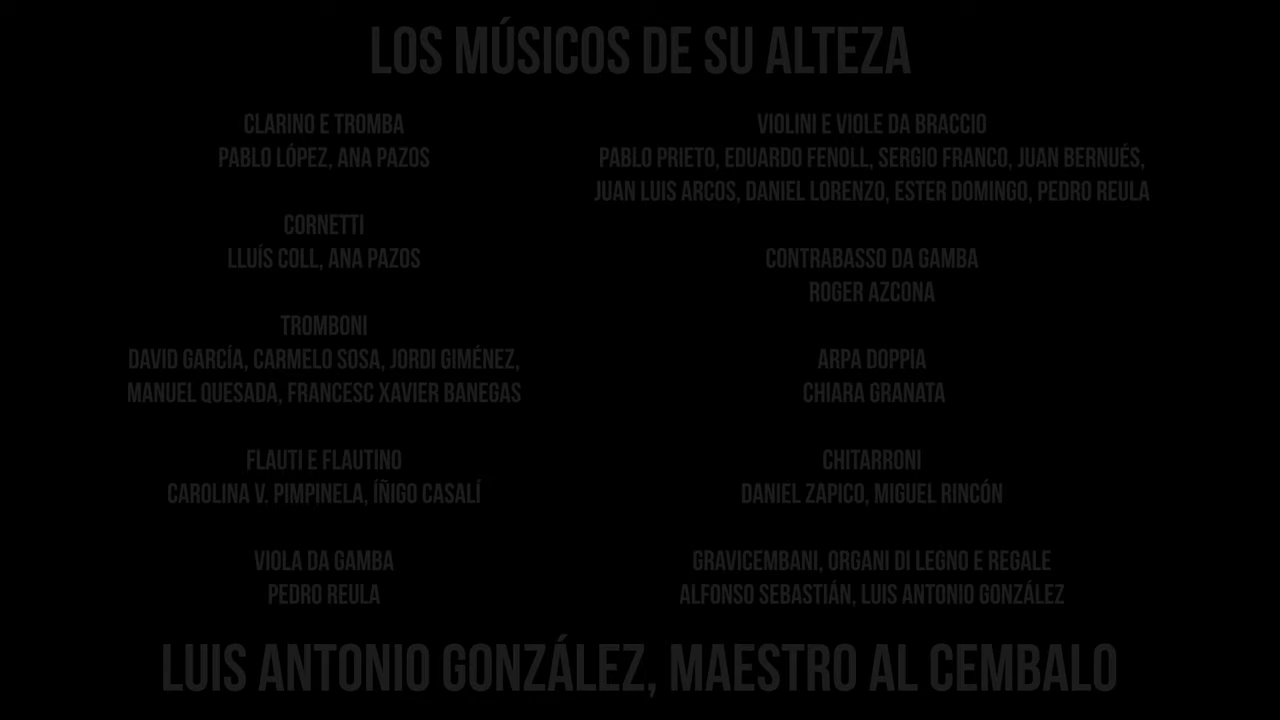 LOS MÚSICOS DE SU ALTEZA
CLARINO E TROMBA
PABLO LÓPEZ, ANA PAZOS
CORNETTI
LLUÍS COLL, ANA PAZOS
TROMBONI
DAVID GARCÍA, CARMELO SOSA, JORDI GIMÉNEZ,
MANUEL QUESADA, FRANCESC XAVIER BANEGAS
FLAUTI E FLAUTINO
CAROLINA V. PIMPINELA, ÍÑIGO CASALÍ
VIOLA DA GAMBA
PEDRO REULA
VIOLINI E VIOLE DA BRACCIO
PABLO PRIETO, EDUARDO FENOLL, SERGIO FRANCO, JUAN BERNUÉS,
JUAN LUIS ARCOS, DANIEL LORENZO, ESTER DOMINGO, PEDRO REULA
CONTRABASSO DA GAMBA
ROGER AZCONA
ARPA DOPPIA
CHIARA GRANATA
CHITARRONI
DANIEL ZAPICO, MIGUEL RINCÓN
GRAVICEMBANI, ORGANI DI LEGNO E REGALE
ALFONSO SEBASTIÁN, LUIS ANTONIO GONZÁLEZ
LUIS ANTONIO GONZÁLEZ, MAESTRO AL CEMBALO